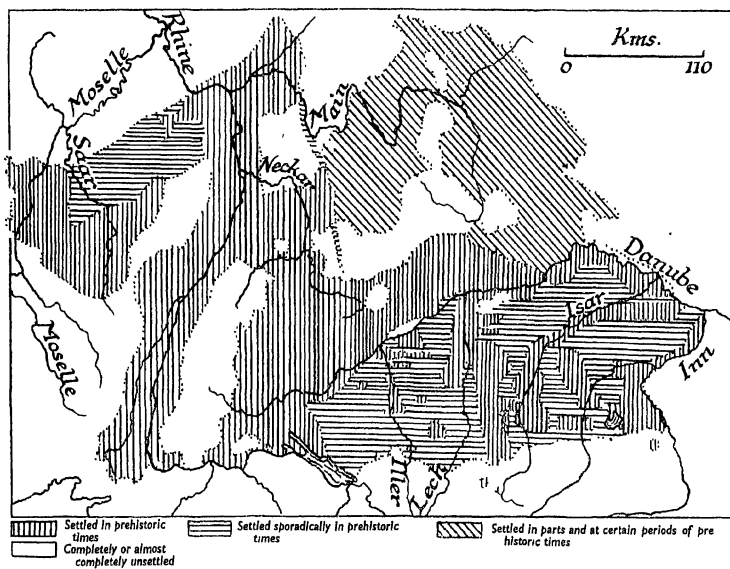 Kms.
0 110
Rhine
Moselle
Main
Saar
Neckar
Danube
Isar
Moselle
Inn
Iller
Lech
Settled in prehistoric
times
Settled sporadically in prehistoric
times
Settled in parts and at certain periods of pre
historic times
Completely or almost
completely unsettled